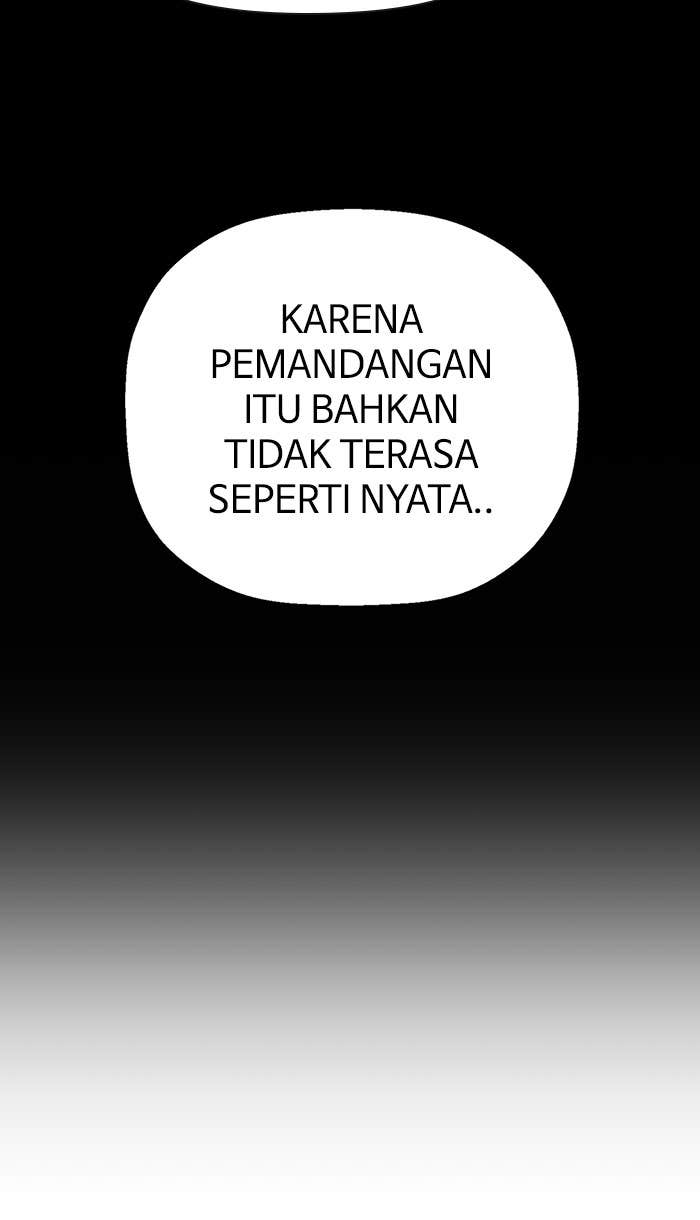 KARENA
PEMANDANGAN
ITU BAHKAN
TIDAK TERASA
SEPERTI NYATA..